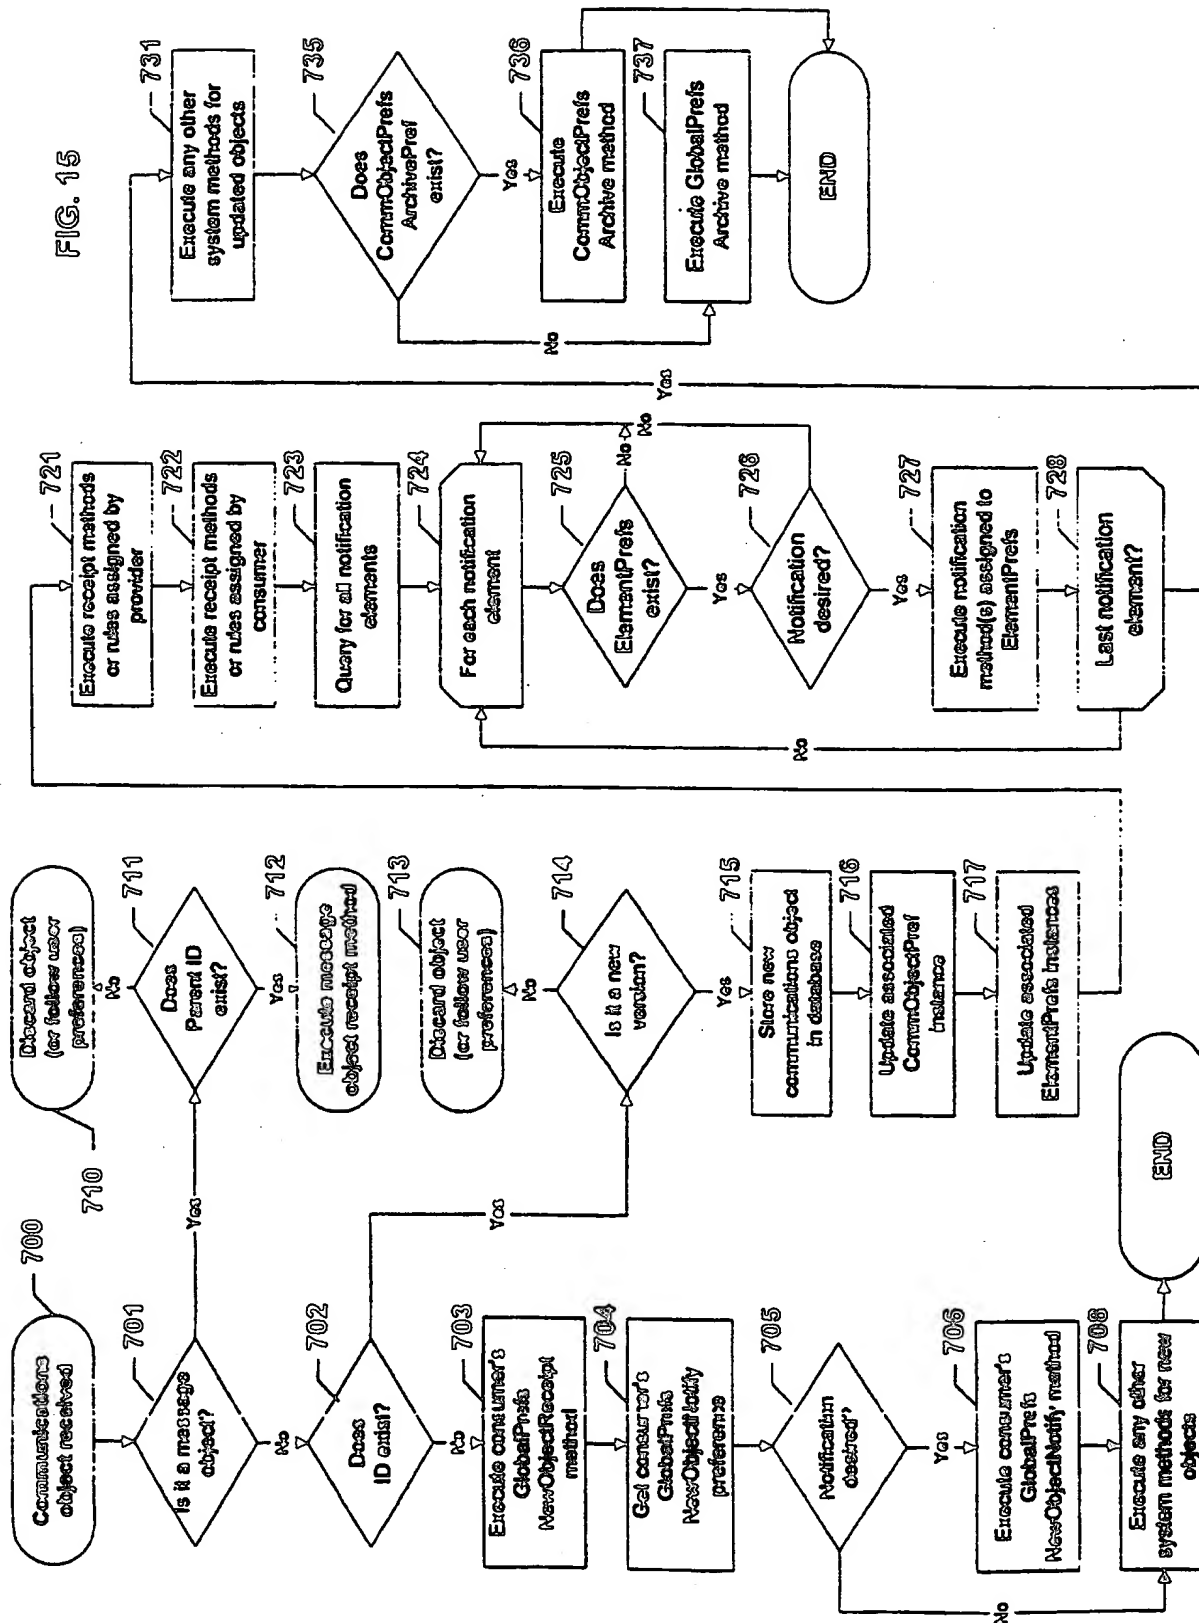 FIG. 15
700
Communications
object received
701
Is it a message
object?
Yes
No
702
Does
ID exist?
Yes
No
703
Execute consumer's
GlobalPrefs
NewObjectReceipt
method
704
Get consumer's
GlobalPrefs
NewObjectNotify
preference
705
Notification
desired"
Yes
No
706
Execute consumer's
GlobalPrefs
NewObjectNotify method
708
Execute any other
system methods for new
objects
END
710
Discard object
(or follow user
preferences)
No
711
Does
Parent ID
exist?
Yes
712
Execute message
object receipt method
713
Discard object
(or follow user
preferences)
No
714
Is it a new
version?
Yes
715
Store new
communications object
in database
716
Update associated
CommObjectPref
instance
717
Update associated
ElementPrefs instances
721
Execute receipt methods
or rules assigned by
provider
722
Execute receipt methods
or rules assigned by
consumer
723
Query for all notification
elements
724
For each notification
element
725
Does
ElementPrefs
exist?
No
Yes
726
Notification
desired?
No
Yes
727
Execute notification
method(s) assigned to
ElementPrefs
728
Last notification
element?
No
Yes
731
Execute any other
system methods for
updated objects
735
Does
CommObjectPrefs
ArchivePref
exist?
Yes
No
736
Execute
CommObjectPrefs
Archive method
737
Execute GlobalPrefs
Archive method
END